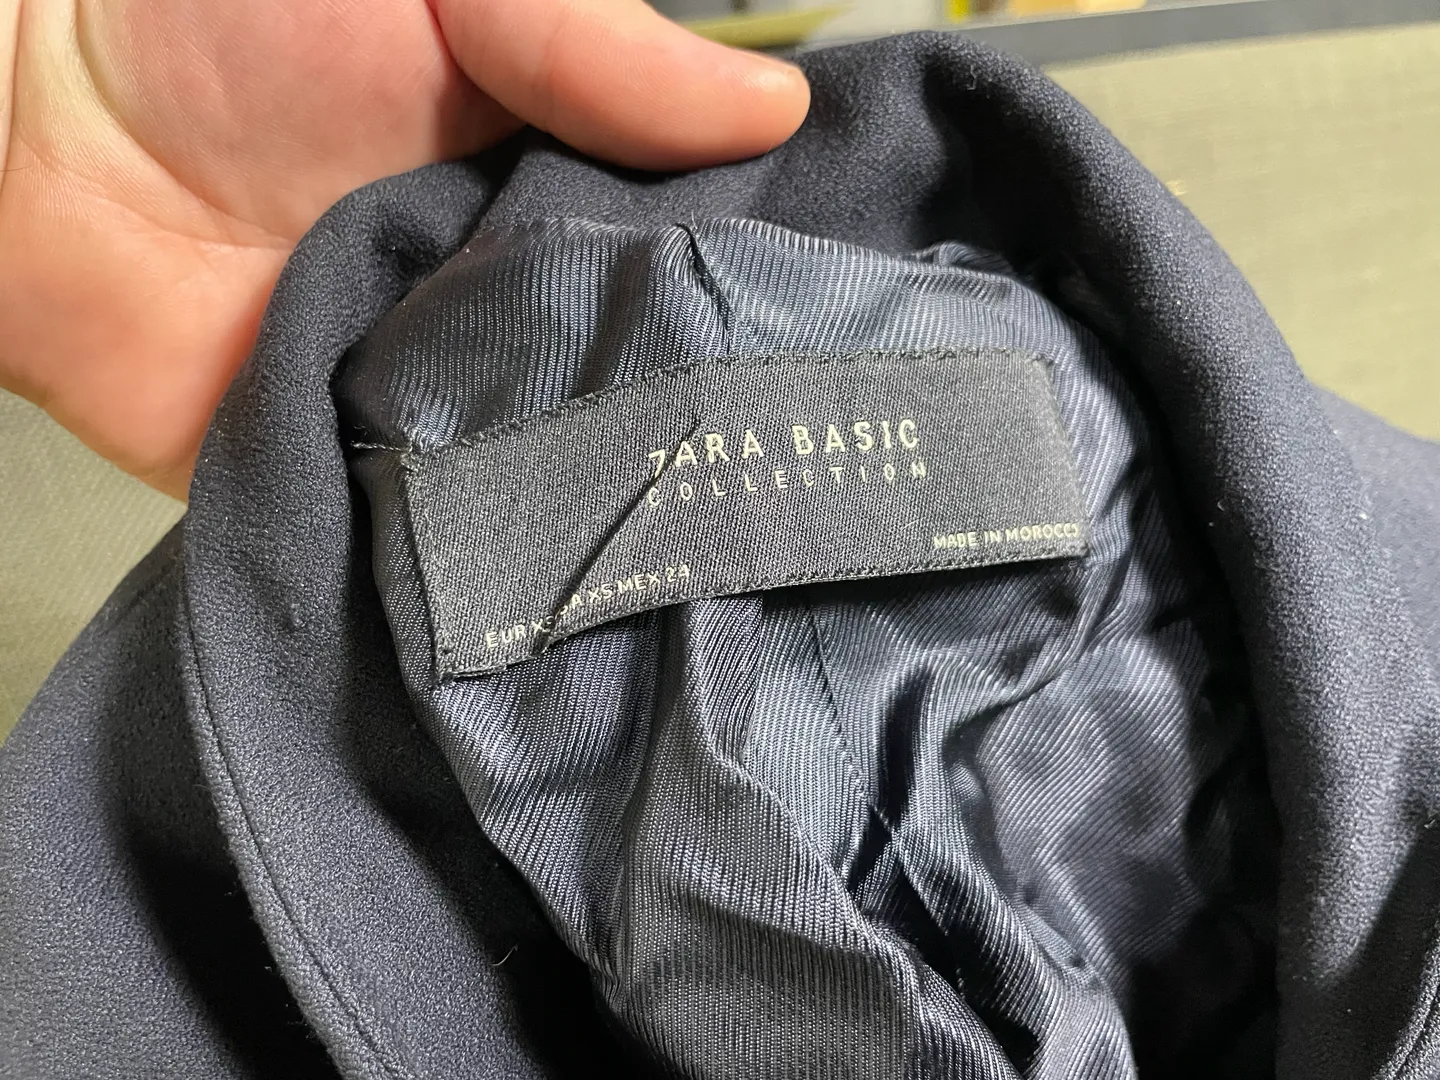 ZARA BASIC
COLLECTION
MADE IN MOROCCO
EUR XS USA XS MEX 24